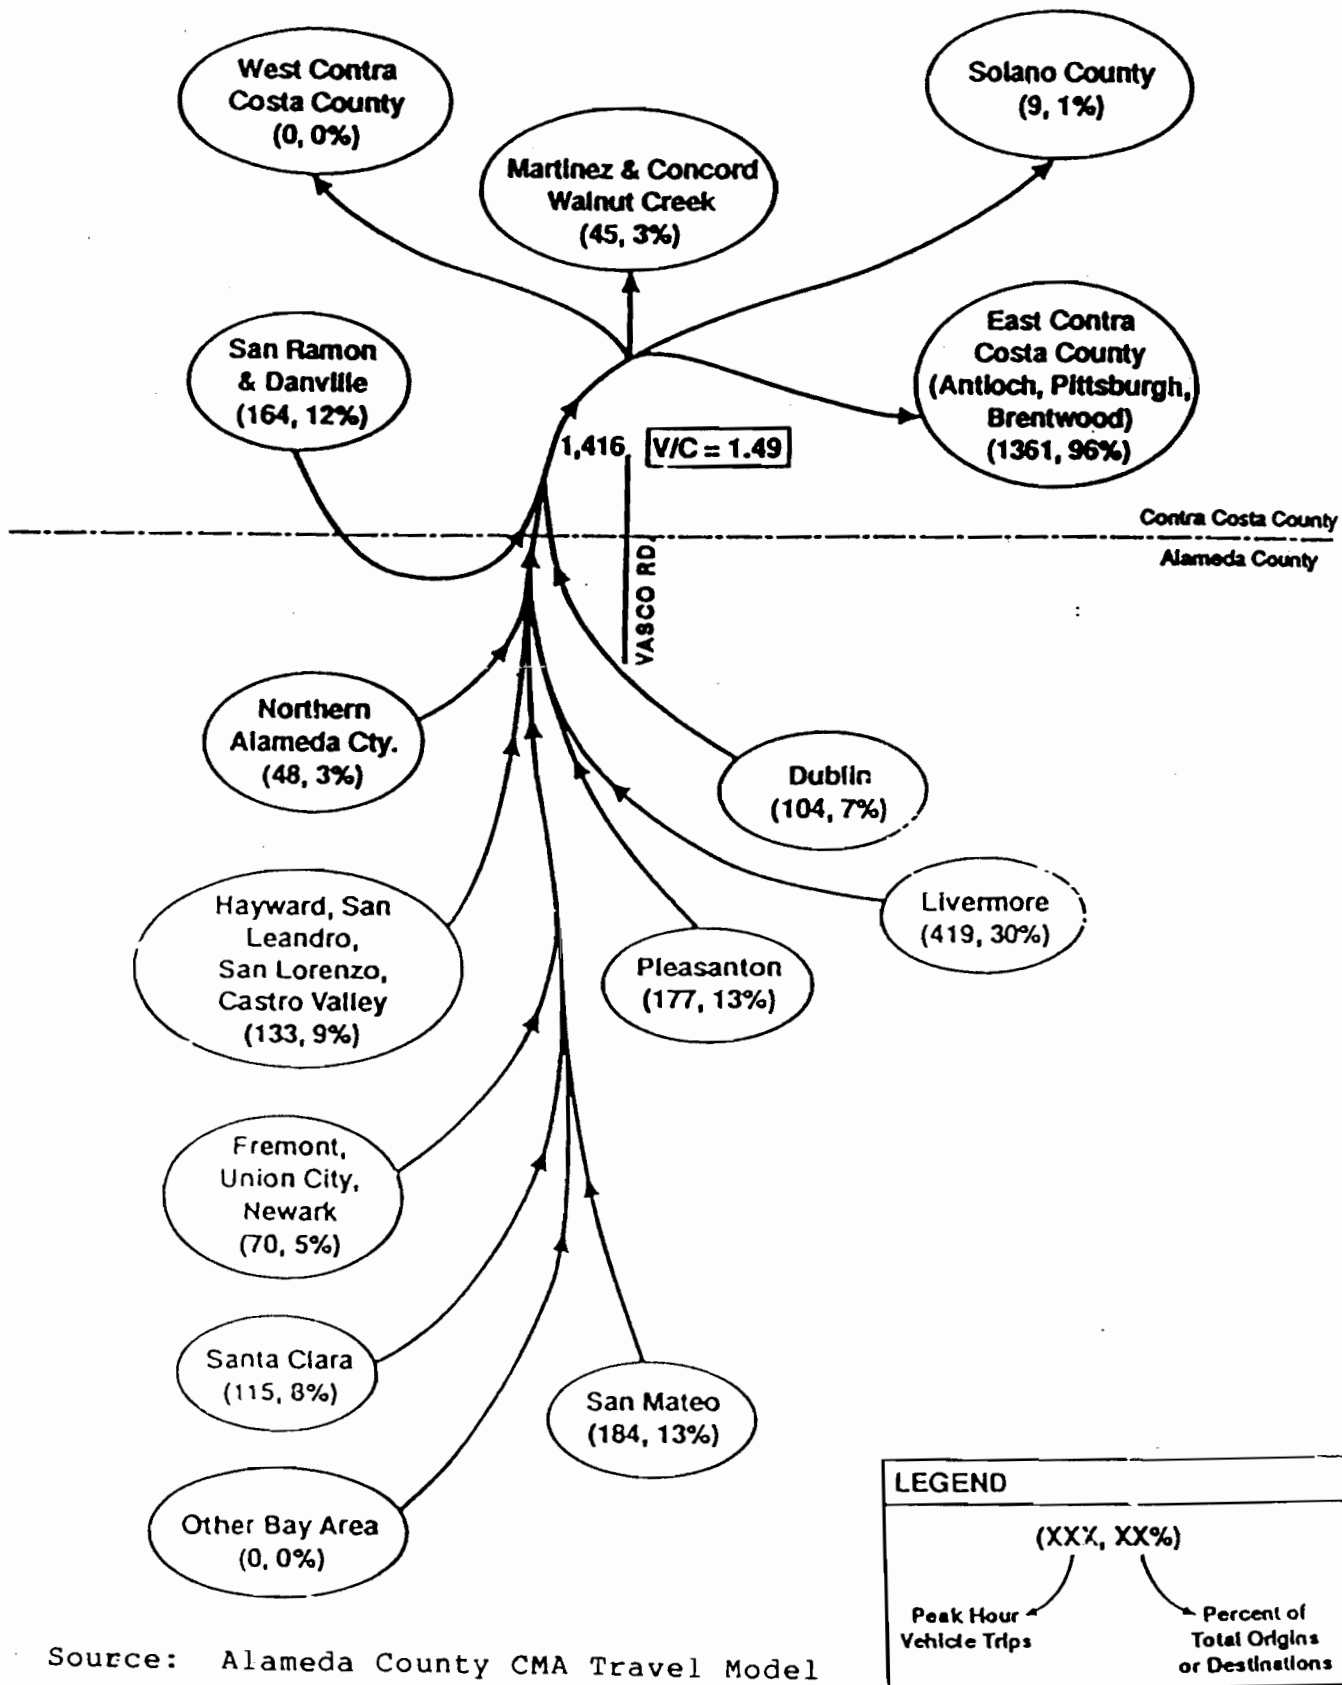 West Contra
Costa County
(0, 0%)
Solano County
(9, 1%)
Martinez & Concord
Walnut Creek
(45, 3%)
San Ramon
& Danville
(164, 12%)
East Contra
Costa County
(Antioch, Pittsburgh,
Brentwood)
(1361, 96%)
1,416
V/C = 1.49
Contra Costa County
Alameda County
VASCO RD.
Northern
Alameda Cty.
(48, 3%)
Dublin
(104, 7%)
Hayward, San
Leandro,
San Lorenzo,
Castro Valley
(133, 9%)
Livermore
(419, 30%)
Pleasanton
(177, 13%)
Fremont,
Union City,
Newark
(70, 5%)
Santa Clara
(115, 8%)
San Mateo
(184, 13%)
Other Bay Area
(0, 0%)
LEGEND
(XXX, XX%)
Peak Hour
Vehicle Trips
Percent of
Total Origins
or Destinations
Source: Alameda County CMA Travel Model